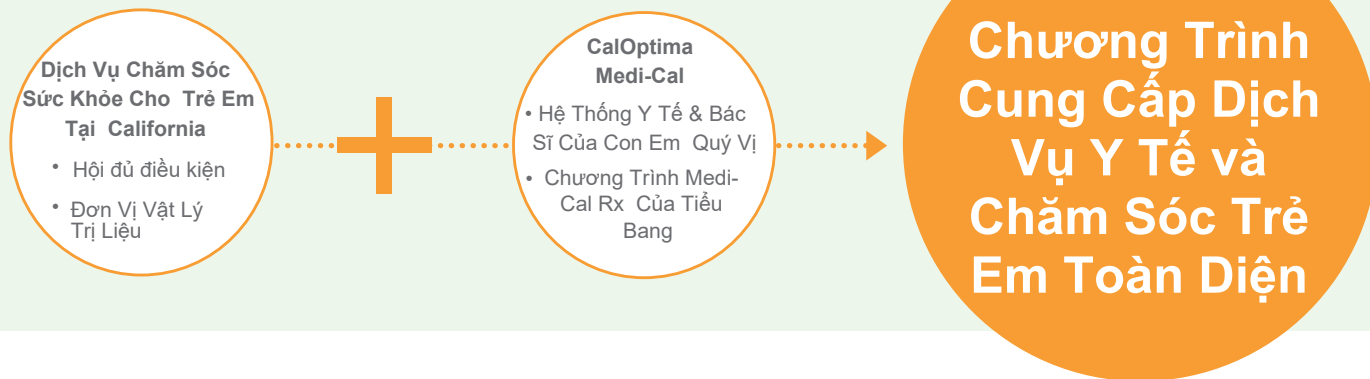 Dịch Vụ Chăm Sóc
Sức Khỏe Cho Trẻ Em
Tại California
• Hội đủ điều kiện
• Đơn Vị Vật Lý
Trị Liệu
CalOptima
Medi-Cal
• Hệ Thống Y Tế & Bác
Sĩ Của Con Em Quý Vị
• Chương Trình Medi-
Cal Rx Của Tiểu
Bang
Chương Trình
Cung Cấp Dịch
Vụ Y Tế và
Chăm Sóc Trẻ
Em Toàn Diện